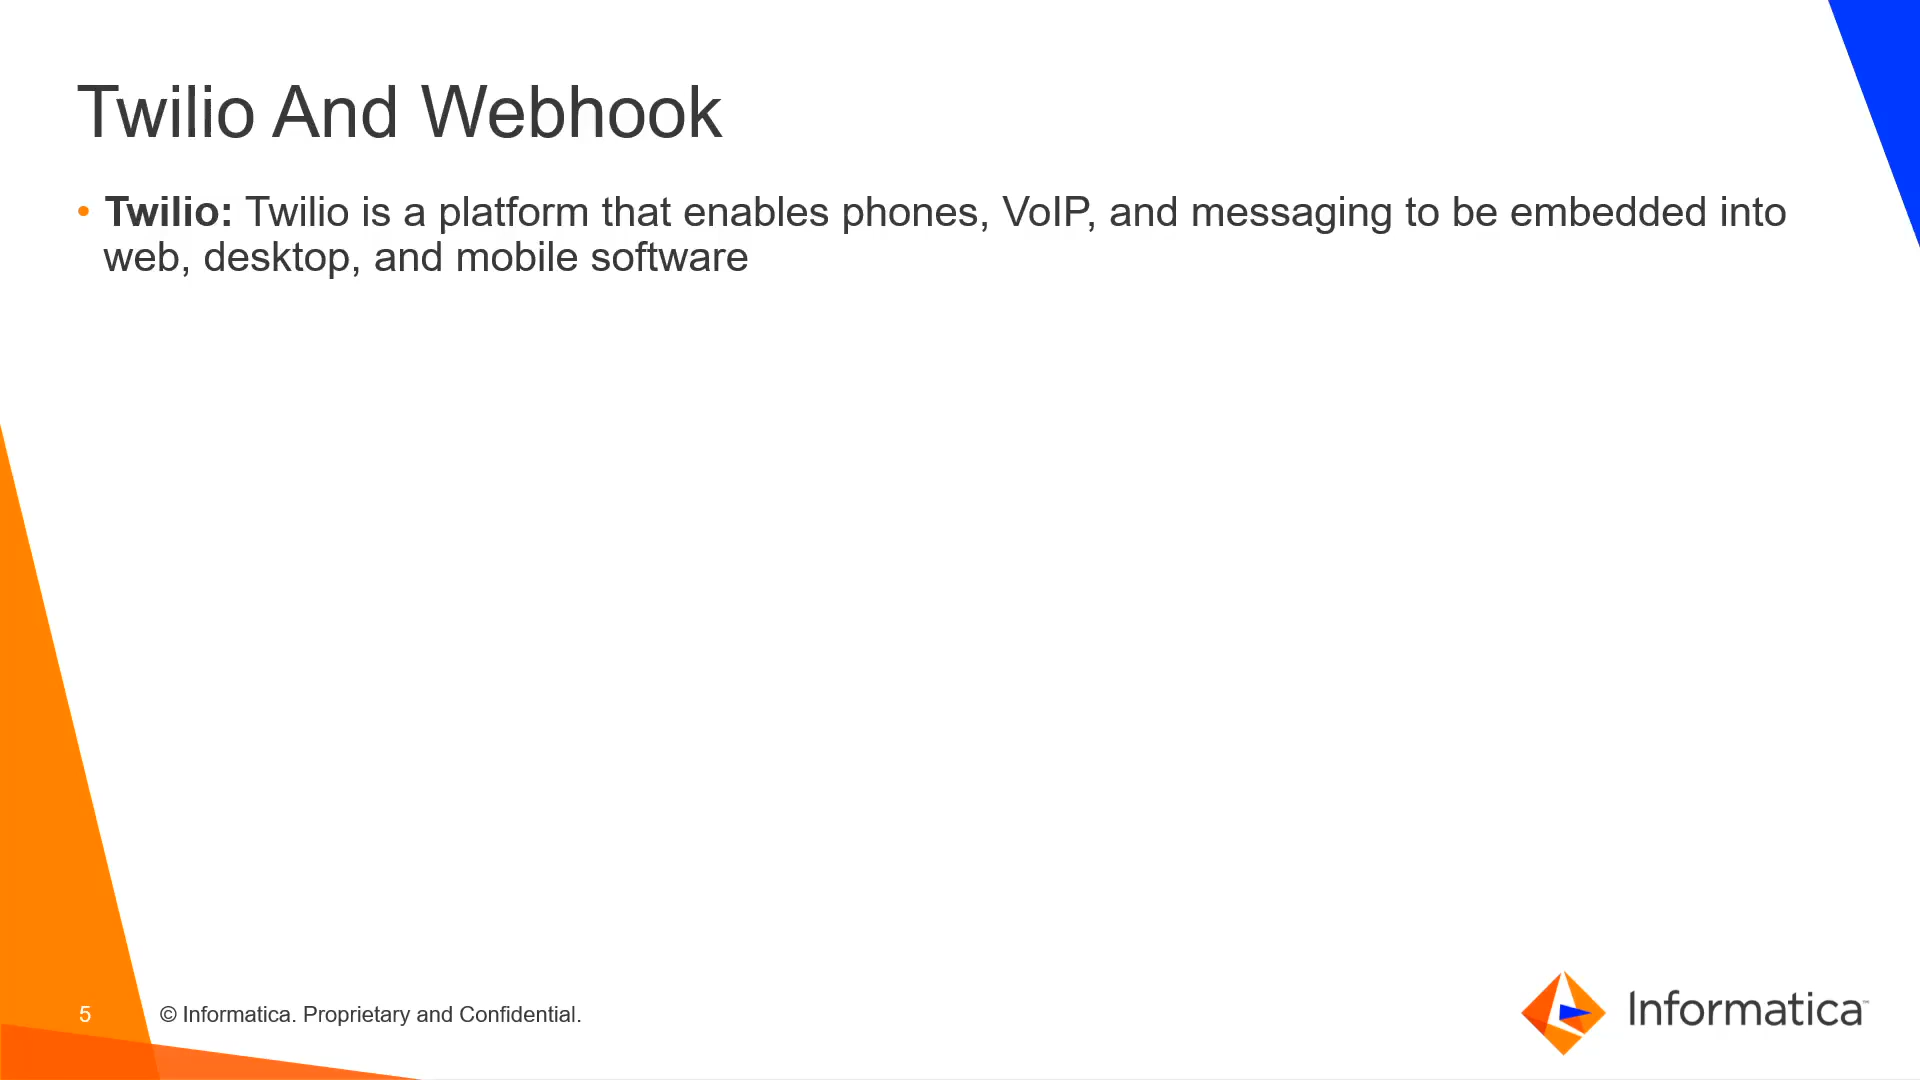 Twilio And Webhook
• Twilio: Twilio is a platform that enables phones, VoIP, and messaging to be embedded into
web, desktop, and mobile software
5
© Informatica. Proprietary and Confidential.
Informatica™